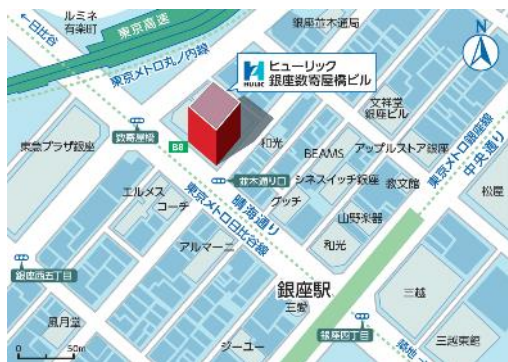 ルミネ
有楽町
←日比谷
東京高速
東京メトロ丸ノ内線
銀座並木通局
N
HULIC
ヒューリック
銀座数寄屋橋ビル
文祥堂
銀座ビル
数寄屋橋
B8
東急プラザ銀座
和光
BEAMS
アップルストア銀座
東京メトロ銀座線
中央通り
並木通り口
シネスイッチ銀座
教文館
松屋
エルメス
コーチ
晴海通り
東京メトロ日比谷線
グッチ
山野楽器
和光
アルマーニ
銀座西五丁目
銀座駅
三愛
三越
風月堂
ジーユー
銀座四丁目
築地
三越東館
0
50m